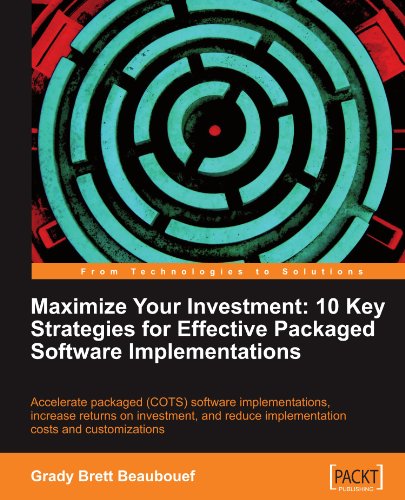 From Technologies to Solutions
Maximize Your Investment: 10 Key
Strategies for Effective Packaged
Software Implementations
Accelerate packaged (COTS) software implementations,
increase returns on investment, and reduce implementation
costs and customizations
Grady Brett Beaubouef
PACKT
PUBLISHING